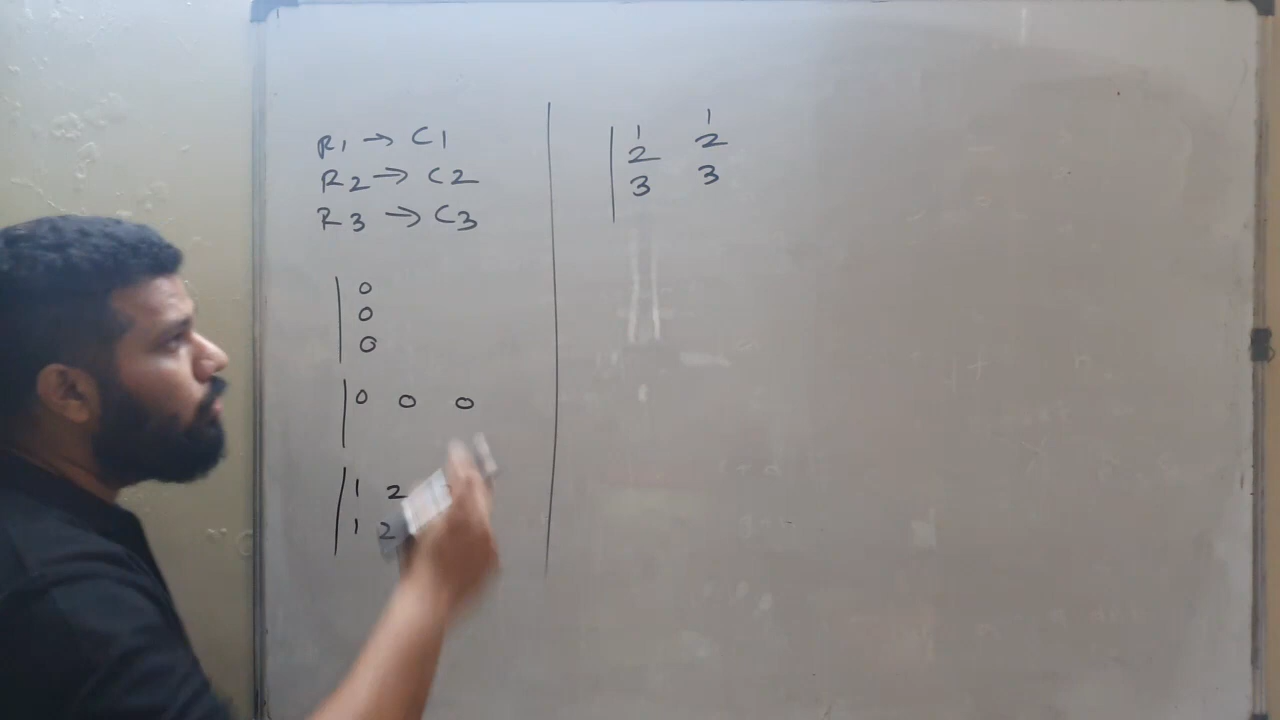 R1 → C1
R2 → C2
R3 → C3
0
0
0
0 0 0
1 2
1 2
1 1
2 2
3 3